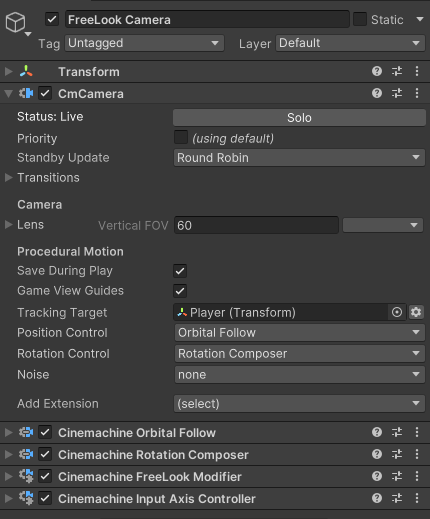 FreeLook Camera Static
Tag Untagged Layer Default
Transform
CmCamera
Status: Live Solo
Priority (using default)
Standby Update Round Robin
Transitions
Camera
Lens Vertical FOV 60
Procedural Motion
Save During Play
Game View Guides
Tracking Target Player (Transform)
Position Control Orbital Follow
Rotation Control Rotation Composer
Noise none
Add Extension (select)
Cinemachine Orbital Follow
Cinemachine Rotation Composer
Cinemachine FreeLook Modifier
Cinemachine Input Axis Controller